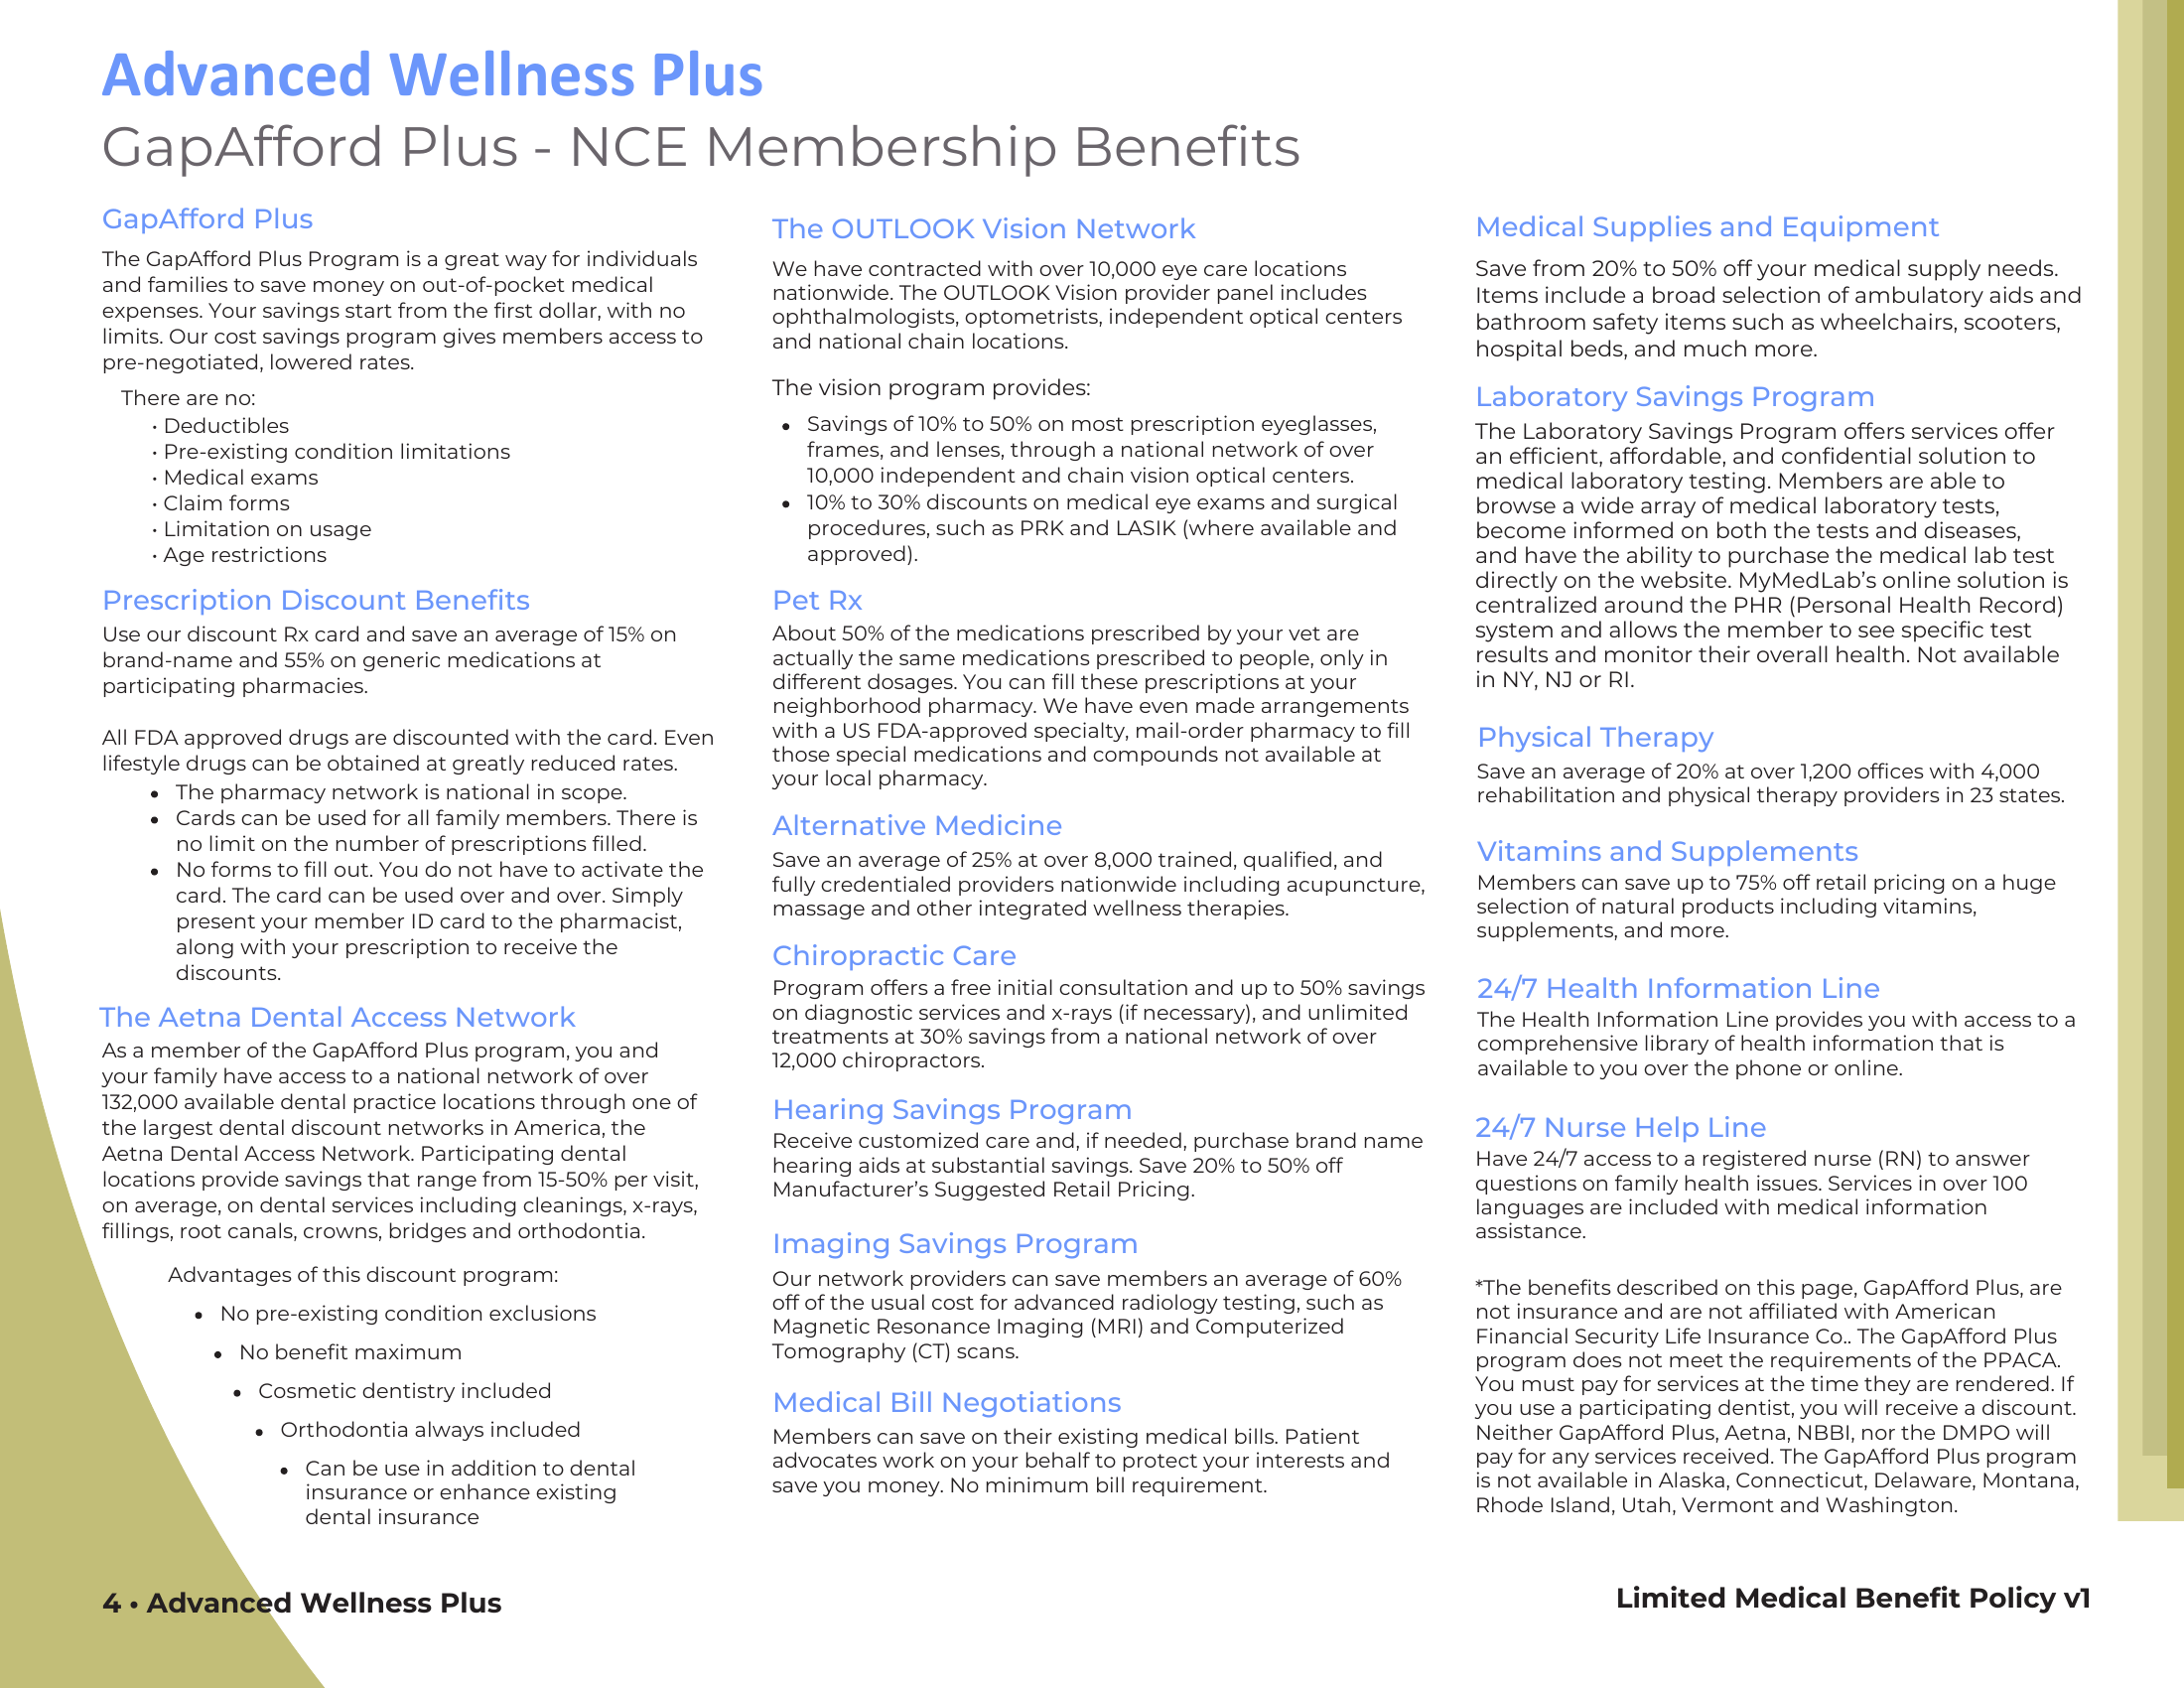 Advanced Wellness Plus
GapAfford Plus - NCE Membership Benefits
GapAfford Plus
The GapAfford Plus Program is a great way for individuals
and families to save money on out-of-pocket medical
expenses. Your savings start from the first dollar, with no
limits. Our cost savings program gives members access to
pre-negotiated, lowered rates.
There are no:
• Deductibles
• Pre-existing condition limitations
• Medical exams
• Claim forms
• Limitation on usage
• Age restrictions
Prescription Discount Benefits
Use our discount Rx card and save an average of 15% on
brand-name and 55% on generic medications at
participating pharmacies.
All FDA approved drugs are discounted with the card. Even
lifestyle drugs can be obtained at greatly reduced rates.
• The pharmacy network is national in scope.
• Cards can be used for all family members. There is
no limit on the number of prescriptions filled.
• No forms to fill out. You do not have to activate the
card. The card can be used over and over. Simply
present your member ID card to the pharmacist,
along with your prescription to receive the
discounts.
The Aetna Dental Access Network
As a member of the GapAfford Plus program, you and
your family have access to a national network of over
132,000 available dental practice locations through one of
the largest dental discount networks in America, the
Aetna Dental Access Network. Participating dental
locations provide savings that range from 15-50% per visit,
on average, on dental services including cleanings, x-rays,
fillings, root canals, crowns, bridges and orthodontia.
Advantages of this discount program:
• No pre-existing condition exclusions
• No benefit maximum
• Cosmetic dentistry included
• Orthodontia always included
• Can be use in addition to dental
insurance or enhance existing
dental insurance
The OUTLOOK Vision Network
We have contracted with over 10,000 eye care locations
nationwide. The OUTLOOK Vision provider panel includes
ophthalmologists, optometrists, independent optical centers
and national chain locations.
The vision program provides:
• Savings of 10% to 50% on most prescription eyeglasses,
frames, and lenses, through a national network of over
10,000 independent and chain vision optical centers.
• 10% to 30% discounts on medical eye exams and surgical
procedures, such as PRK and LASIK (where available and
approved).
Pet Rx
About 50% of the medications prescribed by your vet are
actually the same medications prescribed to people, only in
different dosages. You can fill these prescriptions at your
neighborhood pharmacy. We have even made arrangements
with a US FDA-approved specialty, mail-order pharmacy to fill
those special medications and compounds not available at
your local pharmacy.
Alternative Medicine
Save an average of 25% at over 8,000 trained, qualified, and
fully credentialed providers nationwide including acupuncture,
massage and other integrated wellness therapies.
Chiropractic Care
Program offers a free initial consultation and up to 50% savings
on diagnostic services and x-rays (if necessary), and unlimited
treatments at 30% savings from a national network of over
12,000 chiropractors.
Hearing Savings Program
Receive customized care and, if needed, purchase brand name
hearing aids at substantial savings. Save 20% to 50% off
Manufacturer's Suggested Retail Pricing.
Imaging Savings Program
Our network providers can save members an average of 60%
off of the usual cost for advanced radiology testing, such as
Magnetic Resonance Imaging (MRI) and Computerized
Tomography (CT) scans.
Medical Bill Negotiations
Members can save on their existing medical bills. Patient
advocates work on your behalf to protect your interests and
save you money. No minimum bill requirement.
Medical Supplies and Equipment
Save from 20% to 50% off your medical supply needs.
Items include a broad selection of ambulatory aids and
bathroom safety items such as wheelchairs, scooters,
hospital beds, and much more.
Laboratory Savings Program
The Laboratory Savings Program offers services offer
an efficient, affordable, and confidential solution to
medical laboratory testing. Members are able to
browse a wide array of medical laboratory tests,
become informed on both the tests and diseases,
and have the ability to purchase the medical lab test
directly on the website. MyMedLab's online solution is
centralized around the PHR (Personal Health Record)
system and allows the member to see specific test
results and monitor their overall health. Not available
in NY, NJ or RI.
Physical Therapy
Save an average of 20% at over 1,200 offices with 4,000
rehabilitation and physical therapy providers in 23 states.
Vitamins and Supplements
Members can save up to 75% off retail pricing on a huge
selection of natural products including vitamins,
supplements, and more.
24/7 Health Information Line
The Health Information Line provides you with access to a
comprehensive library of health information that is
available to you over the phone or online.
24/7 Nurse Help Line
Have 24/7 access to a registered nurse (RN) to answer
questions on family health issues. Services in over 100
languages are included with medical information
assistance.
*The benefits described on this page, GapAfford Plus, are
not insurance and are not affiliated with American
Financial Security Life Insurance Co.. The GapAfford Plus
program does not meet the requirements of the PPACA.
You must pay for services at the time they are rendered. If
you use a participating dentist, you will receive a discount.
Neither GapAfford Plus, Aetna, NBBI, nor the DMPO will
pay for any services received. The GapAfford Plus program
is not available in Alaska, Connecticut, Delaware, Montana,
Rhode Island, Utah, Vermont and Washington.
4 • Advanced Wellness Plus
Limited Medical Benefit Policy v1